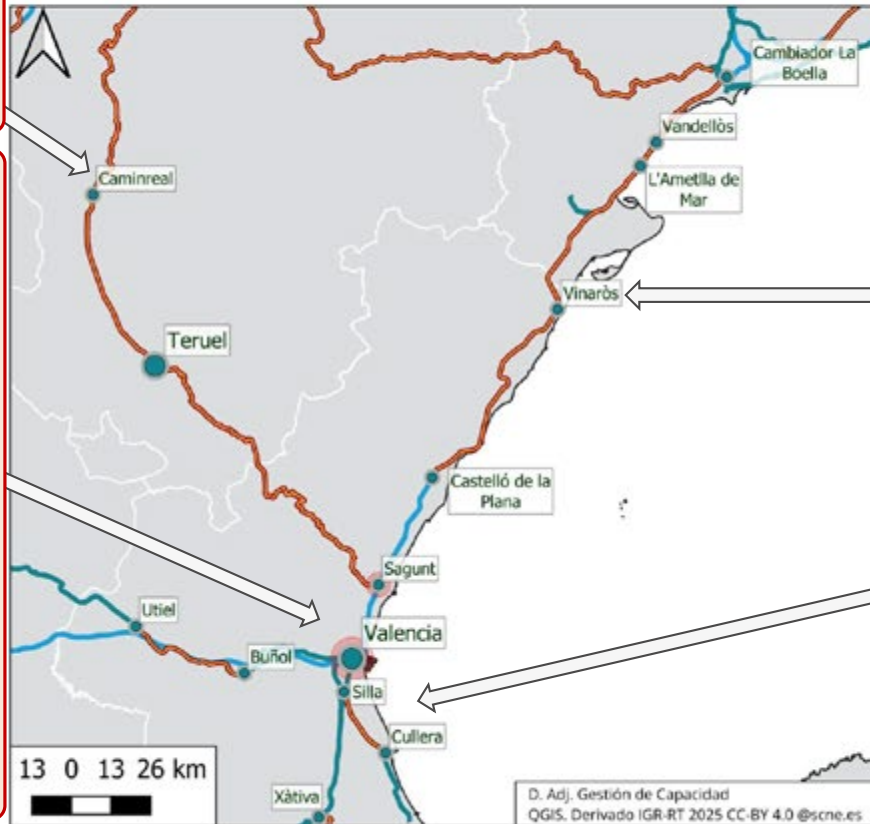 Cambiador La
Boella
Vandellòs
L'Ametlla de
Mar
Caminreal
Vinaròs
Teruel
Castelló de la
Plana
Sagunt
Utiel
Valencia
Buñol
Silla
Cullera
13 0 13 26 km
Xàtiva
D. Adj. Gestión de Capacidad
QGIS. Derivado IGR-RT 2025 CC-BY 4.0 @scne.es